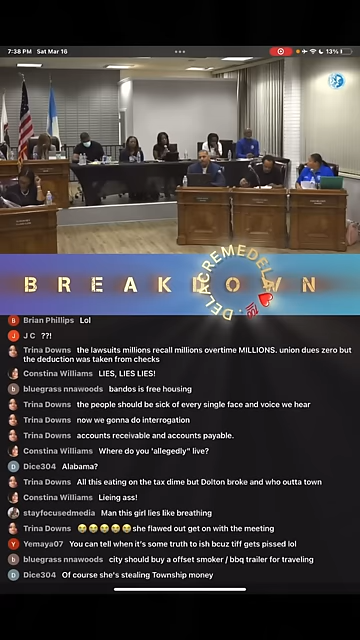 7:38 PM Sat Mar 16
13%
BREAKDOWN
DELACREMEDELA
Brian Phillips Lol
J C ??!
Trina Downs the lawsuits millions recall millions overtime MILLIONS. union dues zero but
the deduction was taken from checks
Constina Williams LIES, LIES LIES!
bluegrass nnawoods bandos is free housing
Trina Downs the people should be sick of every single face and voice we hear
Trina Downs now we gonna do interrogation
Trina Downs accounts receivable and accounts payable.
Constina Williams Where do you 'allegedly" live?
Dice304 Alabama?
Trina Downs All this eating on the tax dime but Dolton broke and who outta town
Constina Williams Lieing ass!
stayfocusedmedia Man this girl lies like breathing
Trina Downs 😂😂😂😂😂she flawed out get on with the meeting
Yemaya07 You can tell when it's some truth to ish bcuz tiff gets pissed lol
bluegrass nnawoods city should buy a offset smoker / bbq trailer for traveling
Dice304 Of course she's stealing Township money